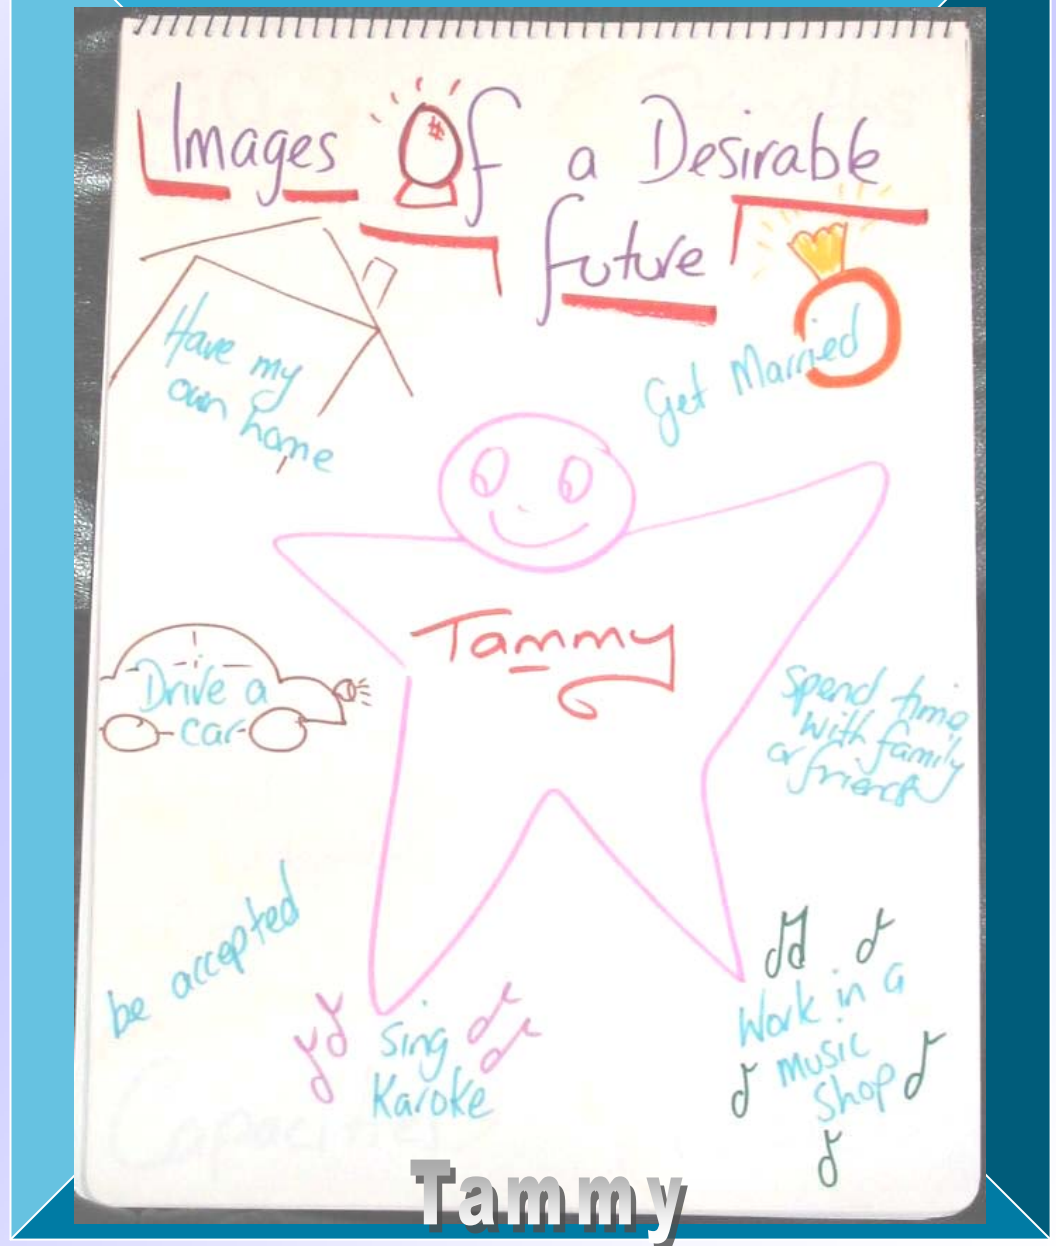 Images Of a Desirable
future
Have my
own home
Get Married
Tammy
Drive a
car
Spend time
with family
or friends
be accepted
Sing
Karoke
Work in a
music
Shop
Capacities
Tammy